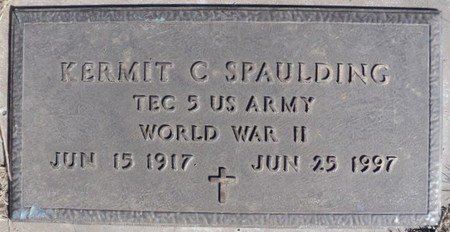 KERMIT C SPAULDING
TEC 5 US ARMY
WORLD WAR II
JUN 15 1917 JUN 25 1997